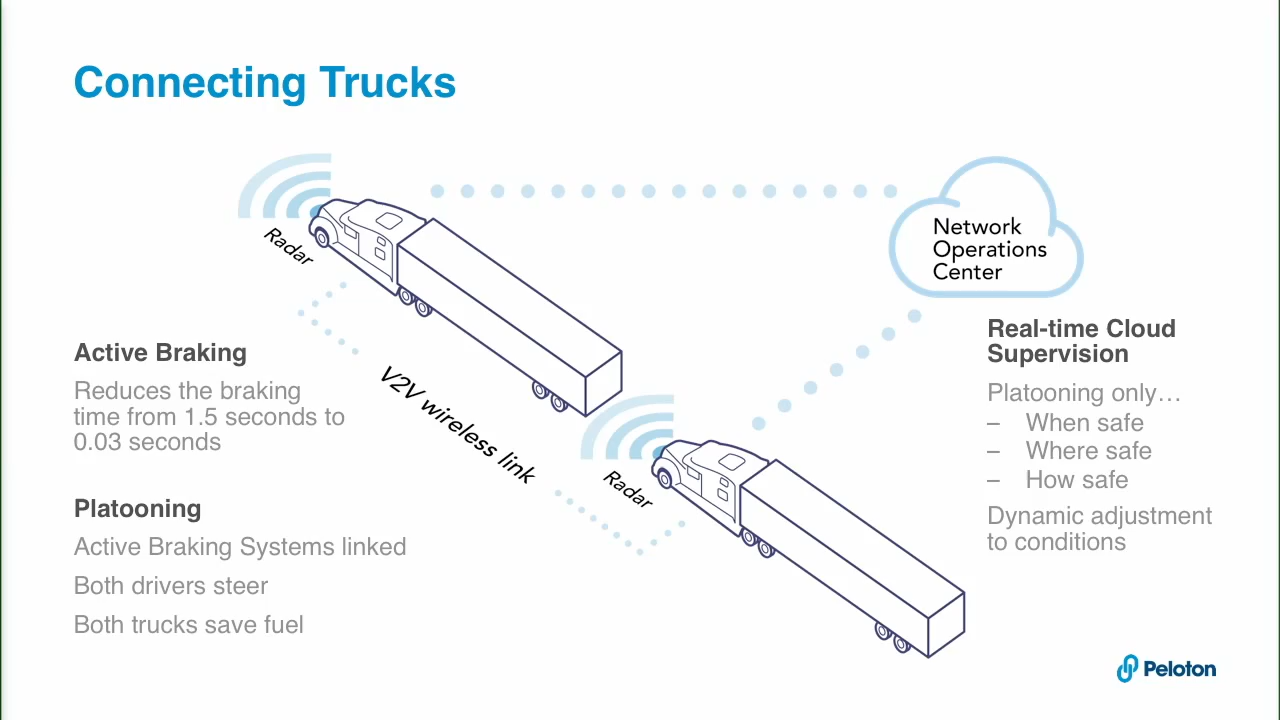 Connecting Trucks
Radar
Network
Operations
Center
Active Braking
Reduces the braking
time from 1.5 seconds to
0.03 seconds
V2V wireless link
Radar
Platooning
Active Braking Systems linked
Both drivers steer
Both trucks save fuel
Real-time Cloud
Supervision
Platooning only…
– When safe
– Where safe
– How safe
Dynamic adjustment
to conditions
Peloton